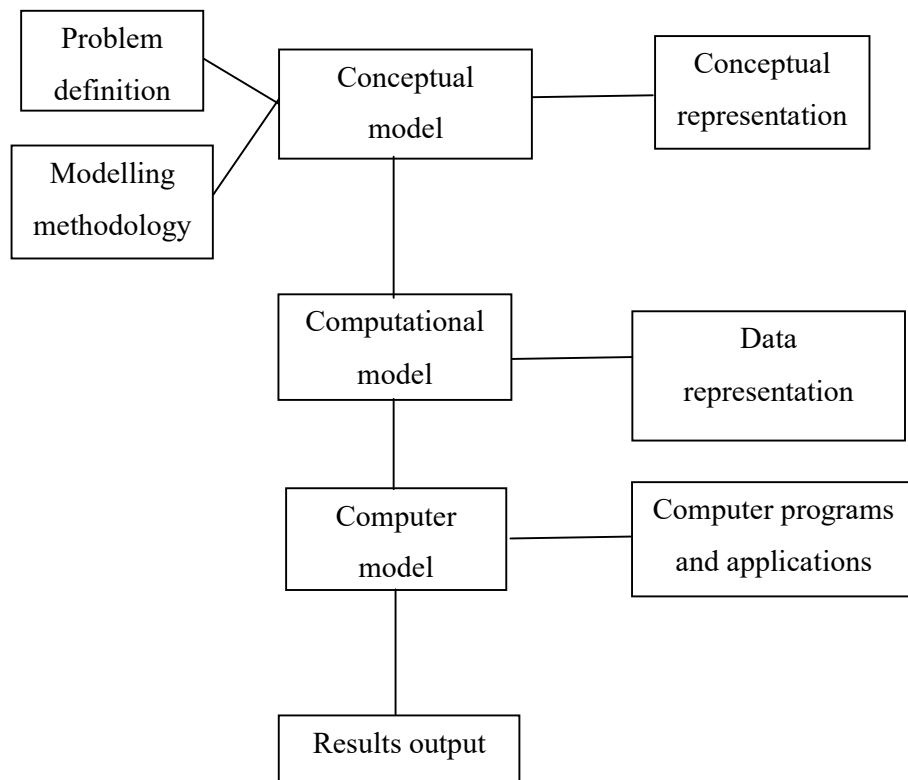 Problem
definition
Conceptual
model
Conceptual
representation
Modelling
methodology
Computational
model
Data
representation
Computer
model
Computer programs
and applications
Results output